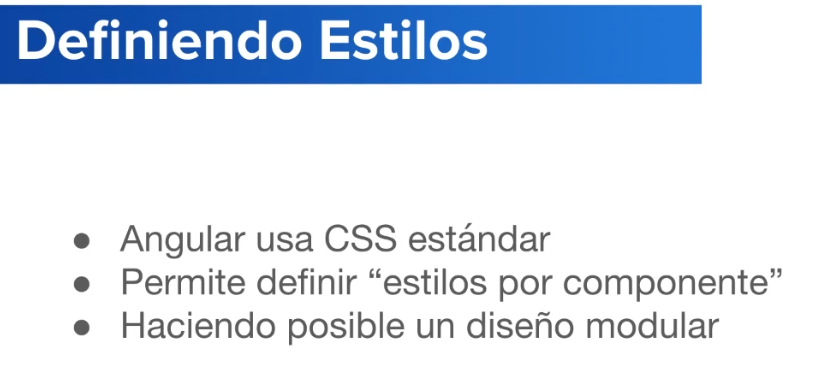 Definiendo Estilos
● Angular usa CSS estándar
● Permite definir “estilos por componente”
● Haciendo posible un diseño modular